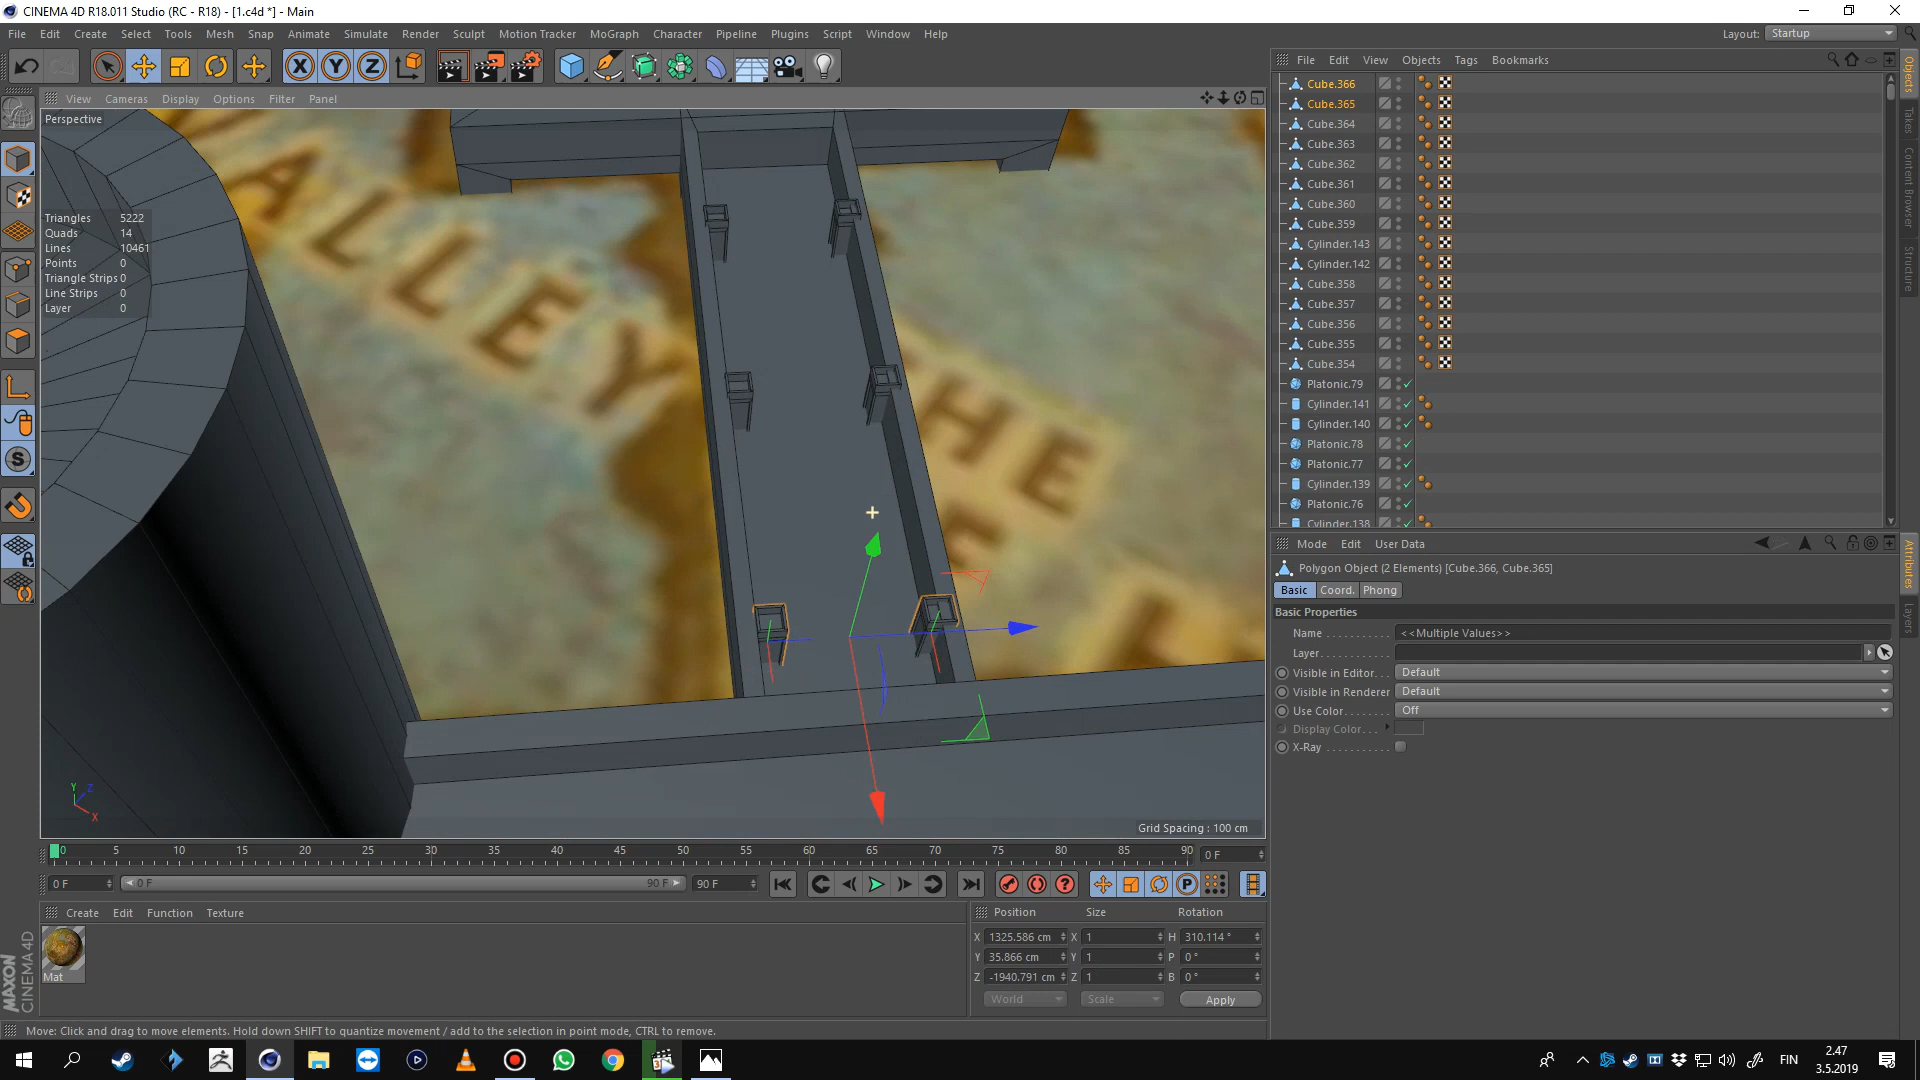 CINEMA 4D R18.011 Studio (RC - R18) - [1.c4d *] - Main
File Edit Create Select Tools Mesh Snap Animate Simulate Render Sculpt Motion Tracker MoGraph Character Pipeline Plugins Script Window Help
Layout: Startup
View Cameras Display Options Filter Panel
Perspective
Triangles 5222
Quads 14
Lines 10461
Points 0
Triangle Strips 0
Line Strips 0
Layer 0
ALLEY
THE
Grid Spacing : 100 cm
File Edit View Objects Tags Bookmarks
Cube.366
Cube.365
Cube.364
Cube.363
Cube.362
Cube.361
Cube.360
Cube.359
Cylinder.143
Cylinder.142
Cube.358
Cube.357
Cube.356
Cube.355
Cube.354
Platonic.79
Cylinder.141
Cylinder.140
Platonic.78
Platonic.77
Cylinder.139
Platonic.76
Cylinder.138
Objects
Takes
Content Browser
Structure
Mode Edit User Data
Polygon Object (2 Elements) [Cube.366, Cube.365]
Basic Coord. Phong
Basic Properties
Name . . . . . . . . . . . <<Multiple Values>>
Layer. . . . . . . . . . .
Visible in Editor. . Default
Visible in Renderer Default
Use Color. . . . . . . . Off
Display Color. . .
X-Ray . . . . . . . . . . .
Attributes
Layers
0 5 10 15 20 25 30 35 40 45 50 55 60 65 70 75 80 85 90
0 F
0 F 0 F 90 F 90 F
Create Edit Function Texture
Mat
Position Size Rotation
X 1325.586 cm X 1 H 310.114 °
Y 35.866 cm Y 1 P 0 °
Z -1940.791 cm Z 1 B 0 °
World Scale Apply
MAXON
CINEMA 4D
Move: Click and drag to move elements. Hold down SHIFT to quantize movement / add to the selection in point mode, CTRL to remove.
FIN
2.47
3.5.2019